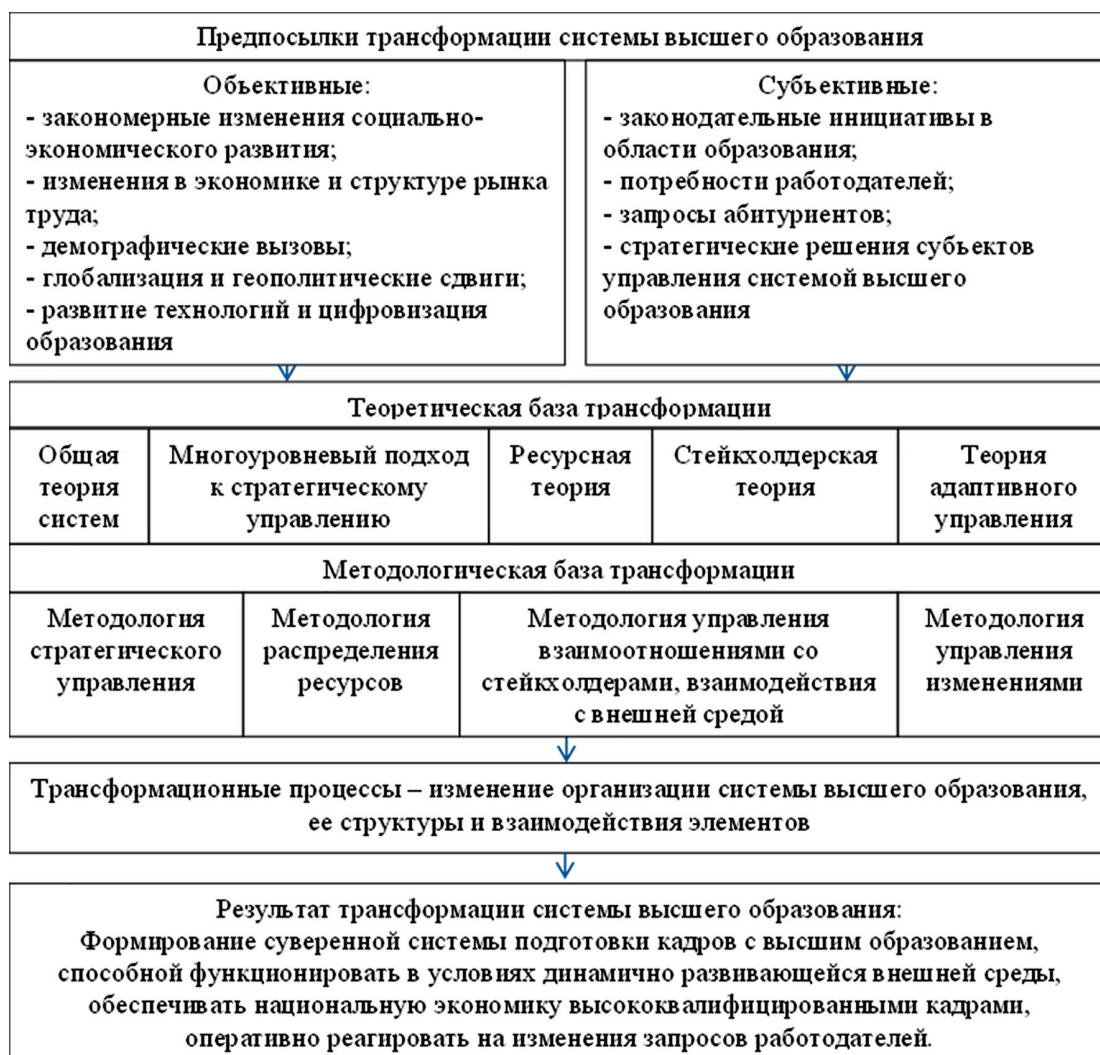 Предпосылки трансформации системы высшего образования
Объективные:
- закономерные изменения социально-
экономического развития;
- изменения в экономике и структуре рынка
труда;
- демографические вызовы;
- глобализация и геополитические сдвиги;
- развитие технологий и цифровизация
образования
Субъективные:
- законодательные инициативы в
области образования;
- потребности работодателей;
- запросы абитуриентов;
- стратегические решения субъектов
управления системой высшего
образования
Теоретическая база трансформации
Общая
теория
систем
Многоуровневый подход
к стратегическому
управлению
Ресурсная
теория
Стейкхолдерская
теория
Теория
адаптивного
управления
Методологическая база трансформации
Методология
стратегического
управления
Методология
распределения
ресурсов
Методология управления
взаимоотношениями со
стейкхолдерами, взаимодействия
с внешней средой
Методология
управления
изменениями
Трансформационные процессы – изменение организации системы высшего образования,
ее структуры и взаимодействия элементов
Результат трансформации системы высшего образования:
Формирование суверенной системы подготовки кадров с высшим образованием,
способной функционировать в условиях динамично развивающейся внешней среды,
обеспечивать национальную экономику высококвалифицированными кадрами,
оперативно реагировать на изменения запросов работодателей.